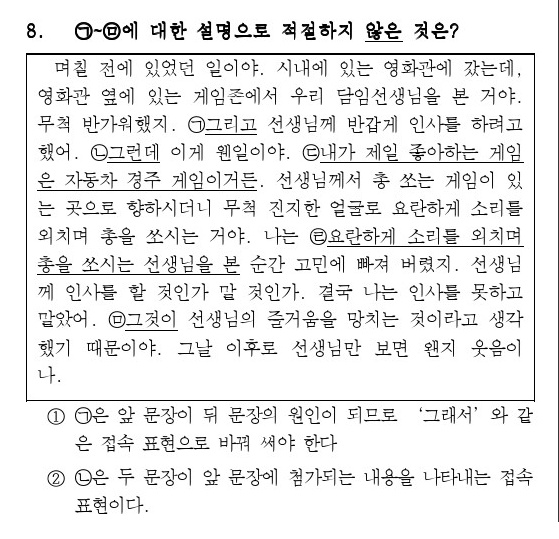 8. ㉠~㉤에 대한 설명으로 적절하지 않은 것은?
며칠 전에 있었던 일이야. 시내에 있는 영화관에 갔는데,
영화관 옆에 있는 게임존에서 우리 담임선생님을 본 거야.
무척 반가워했지. ㉠그리고 선생님께 반갑게 인사를 하려고
했어. ㉡그런데 이게 웬일이야. ㉢내가 제일 좋아하는 게임
은 자동차 경주 게임이거든. 선생님께서 총 쏘는 게임이 있
는 곳으로 향하시더니 무척 진지한 얼굴로 요란하게 소리를
외치며 총을 쏘시는 거야. 나는 ㉣요란하게 소리를 외치며
총을 쏘시는 선생님을 본 순간 고민에 빠져 버렸지. 선생님
께 인사를 할 것인가 말 것인가. 결국 나는 인사를 못하고
말았어. ㉤그것이 선생님의 즐거움을 망치는 것이라고 생각
했기 때문이야. 그날 이후로 선생님만 보면 왠지 웃음이
나.
① ㉠은 앞 문장이 뒤 문장의 원인이 되므로 ‘그래서’와 같
은 접속 표현으로 바꿔 써야 한다
② ㉡은 두 문장이 앞 문장에 첨가되는 내용을 나타내는 접속
표현이다.